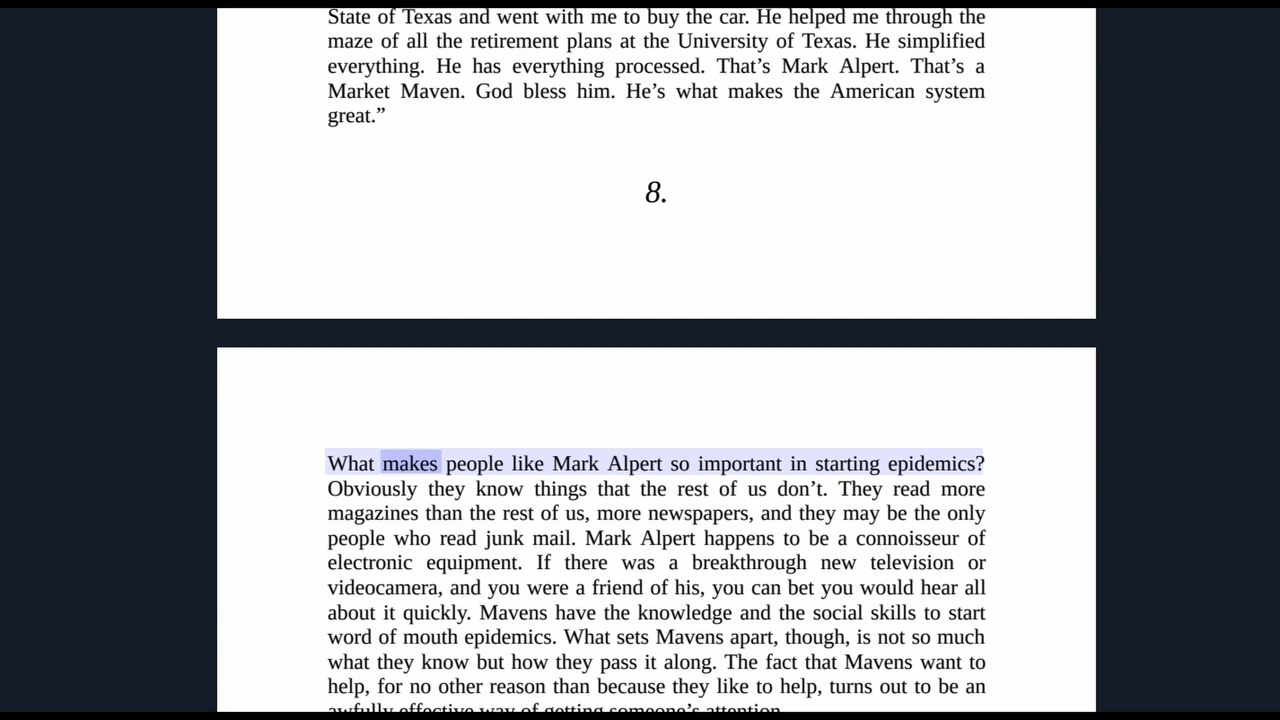 State of Texas and went with me to buy the car. He helped me through the
maze of all the retirement plans at the University of Texas. He simplified
everything. He has everything processed. That’s Mark Alpert. That’s a
Market Maven. God bless him. He’s what makes the American system
great.”
8.
What makes people like Mark Alpert so important in starting epidemics?
Obviously they know things that the rest of us don’t. They read more
magazines than the rest of us, more newspapers, and they may be the only
people who read junk mail. Mark Alpert happens to be a connoisseur of
electronic equipment. If there was a breakthrough new television or
videocamera, and you were a friend of his, you can bet you would hear all
about it quickly. Mavens have the knowledge and the social skills to start
word of mouth epidemics. What sets Mavens apart, though, is not so much
what they know but how they pass it along. The fact that Mavens want to
help, for no other reason than because they like to help, turns out to be an
awfully effective way of getting someone’s attention.